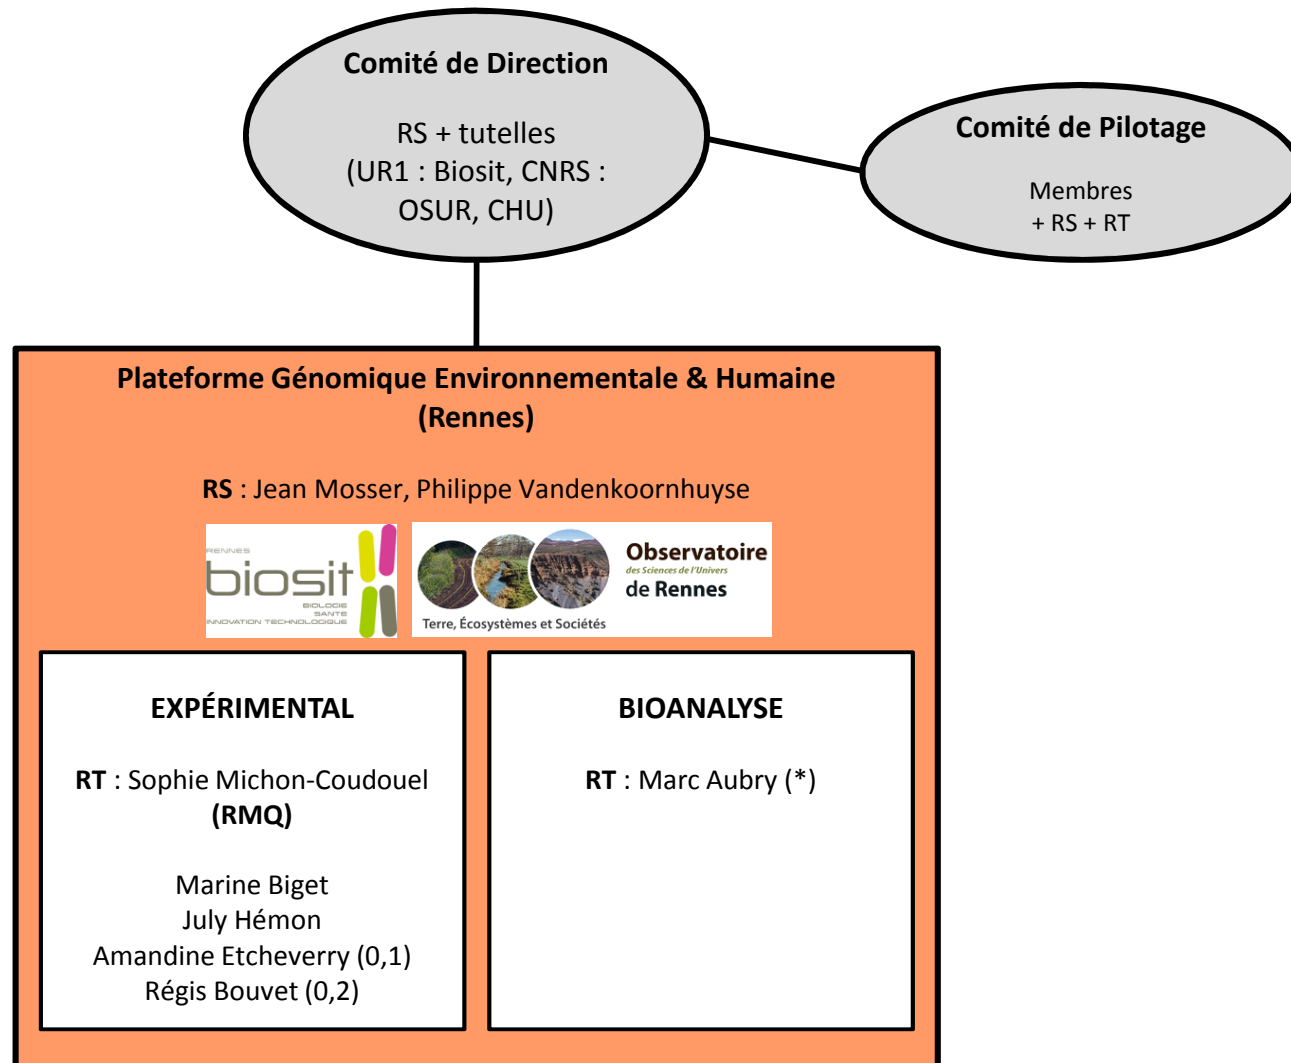 Comité de Direction
RS + tutelles
(UR1 : Biosit, CNRS :
OSUR, CHU)
Comité de Pilotage
Membres
+ RS + RT
Plateforme Génomique Environnementale & Humaine
(Rennes)
RS : Jean Mosser, Philippe Vandenkoornhuyse
RENNES
biosit
BIOLOGIE
SANTE
INNOVATION TECHNOLOGIQUE
Observatoire
des Sciences de l'Univers
de Rennes
Terre, Écosystèmes et Sociétés
EXPÉRIMENTAL
RT : Sophie Michon-Coudouel
(RMQ)
Marine Biget
July Hémon
Amandine Etcheverry (0,1)
Régis Bouvet (0,2)
BIOANALYSE
RT : Marc Aubry (*)